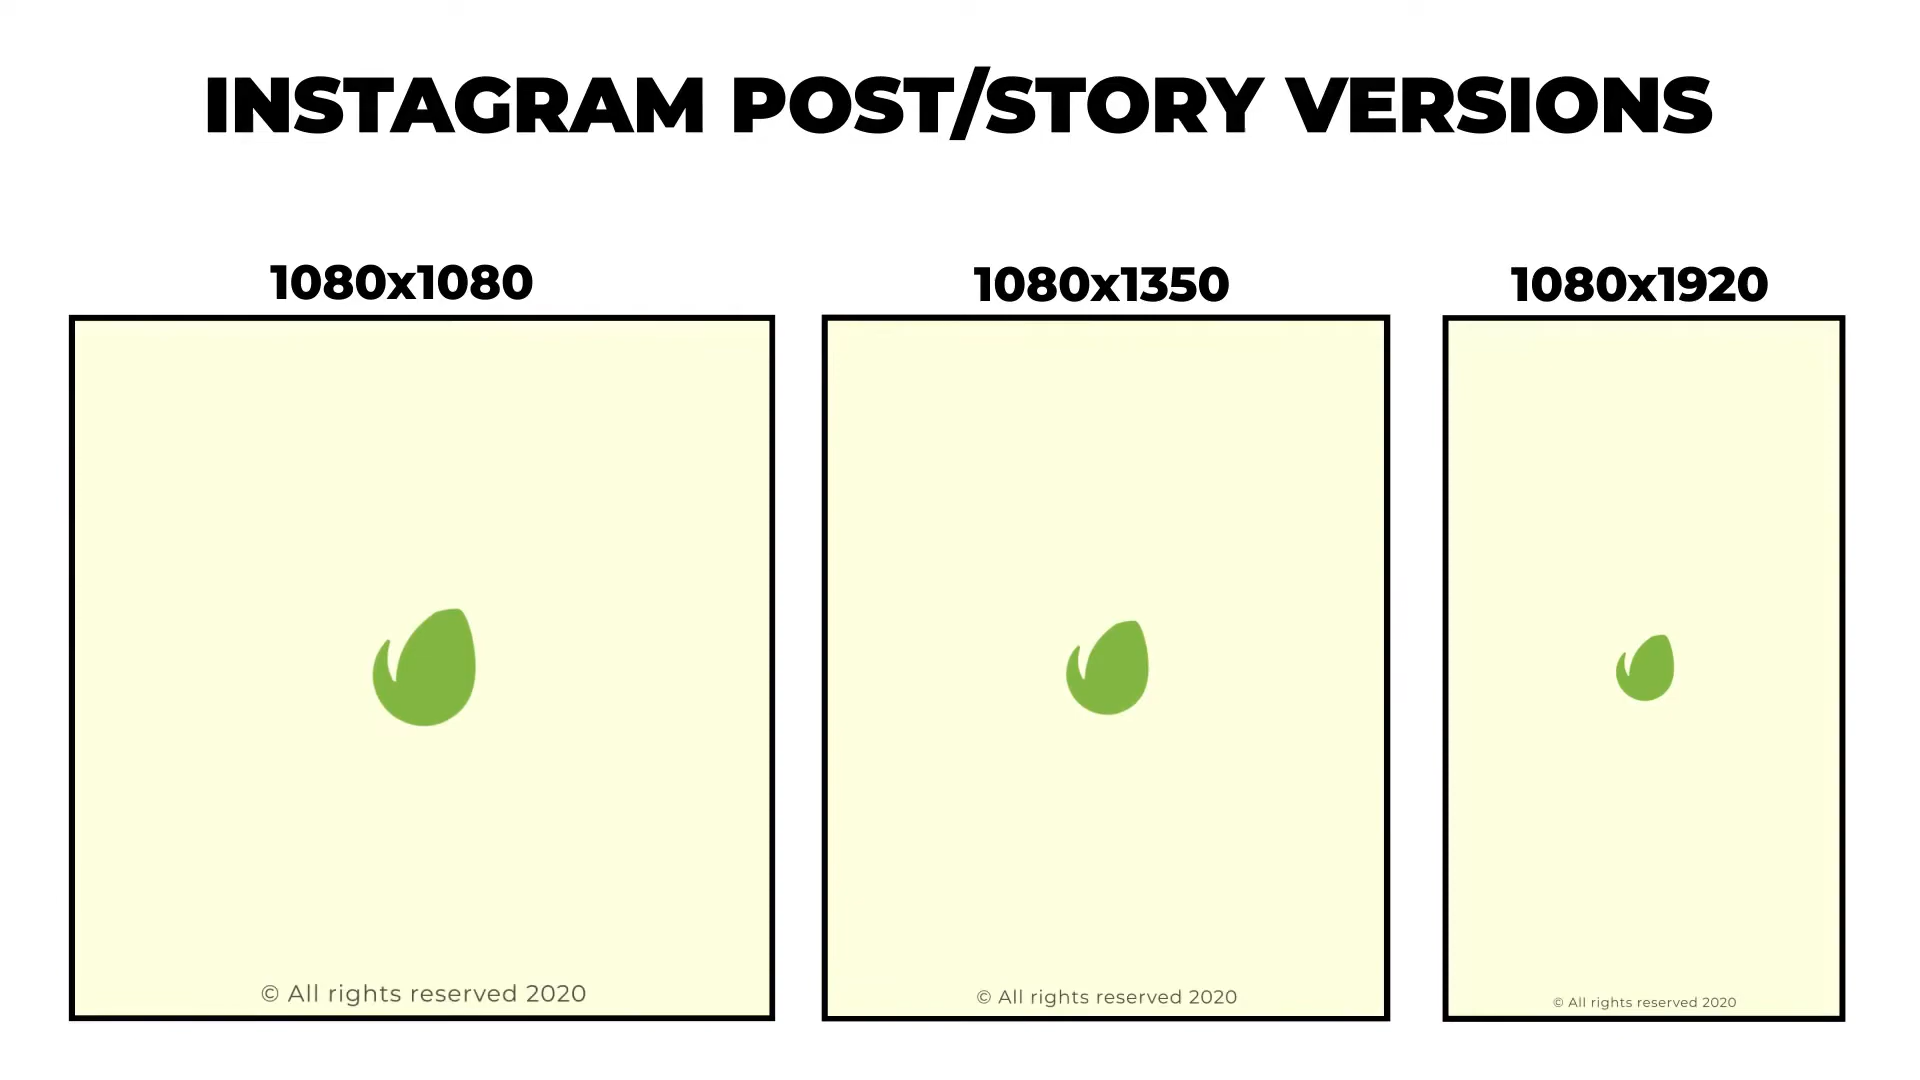 INSTAGRAM POST/STORY VERSIONS
1080x1080
1080x1350
1080x1920
© All rights reserved 2020
© All rights reserved 2020
© All rights reserved 2020